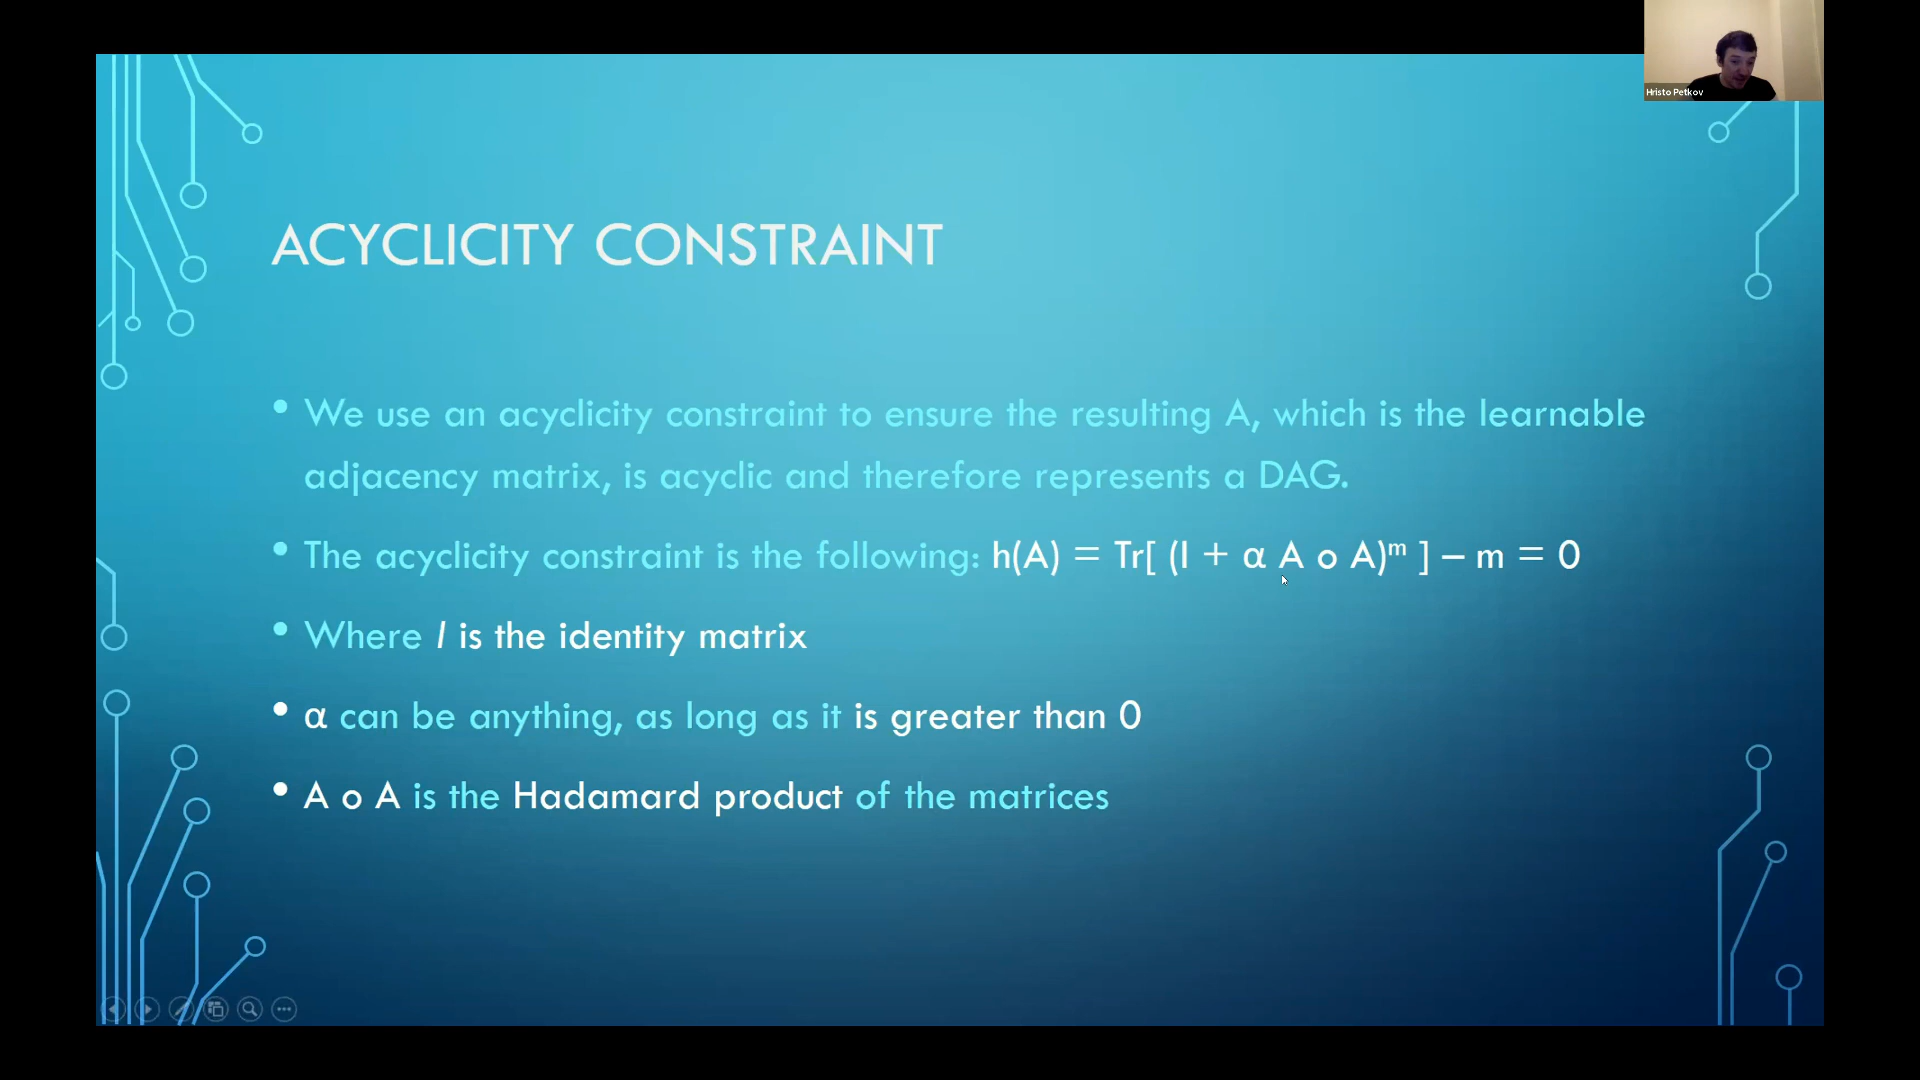 Hristo Petkov
ACYCLICITY CONSTRAINT
• We use an acyclicity constraint to ensure the resulting A, which is the learnable
adjacency matrix, is acyclic and therefore represents a DAG.
• The acyclicity constraint is the following: h(A) = Tr[ (I + α A o A)ᵐ ] – m = 0
• Where I is the identity matrix
• α can be anything, as long as it is greater than 0
• A o A is the Hadamard product of the matrices